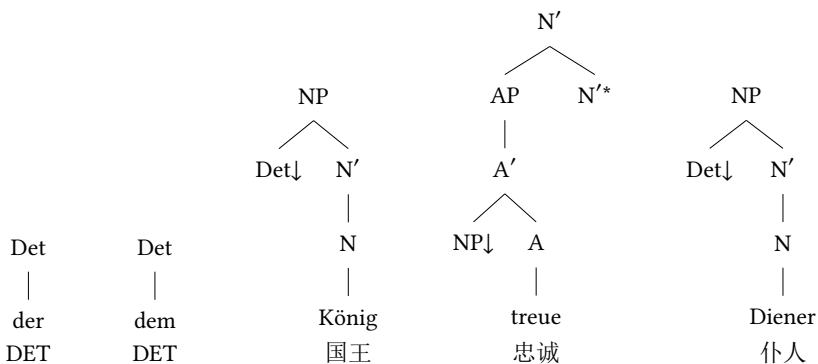 N′
NP AP N′*
Det↓ N′ A′ Det↓ N′ NP
Det Det N NP↓ A N
der dem König treue Diener
DET DET 国王 忠诚 仆人